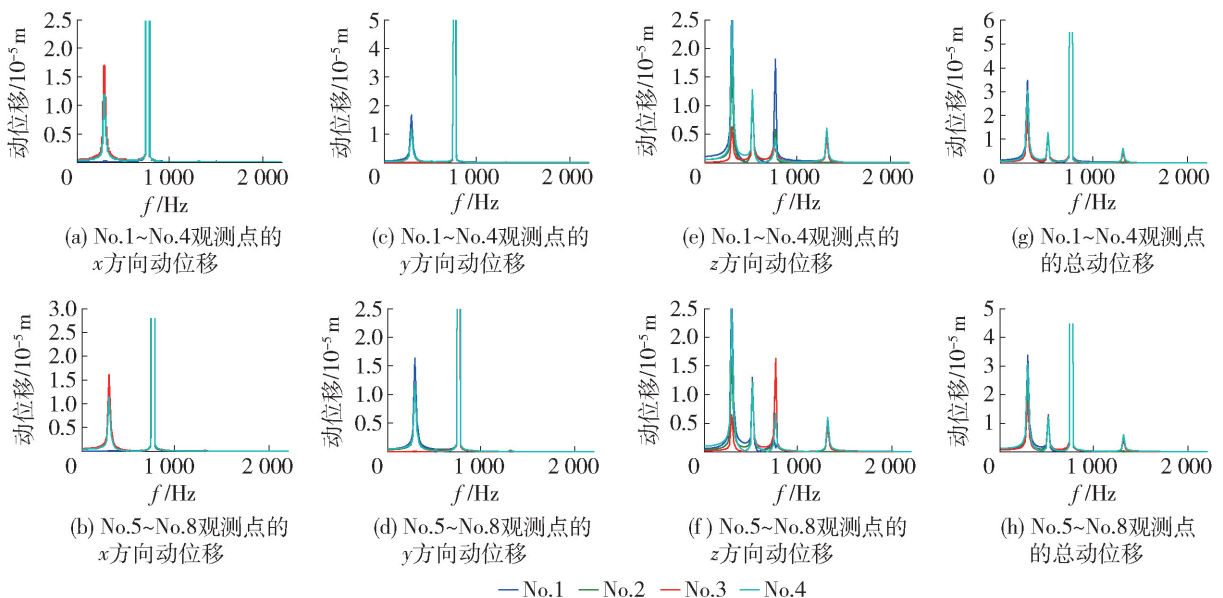 动位移/10⁻⁵ m
2.5
2.0
1.5
1.0
0.5
0
1 000
2 000
f /Hz
(a) No.1~No.4观测点的
x方向动位移
动位移/10⁻⁵ m
5
4
3
2
1
0
1 000
2 000
f /Hz
(c) No.1~No.4观测点的
y方向动位移
动位移/10⁻⁵ m
2.5
2.0
1.5
1.0
0.5
0
1 000
2 000
f /Hz
(e) No.1~No.4观测点的
z方向动位移
动位移/10⁻⁵ m
6
5
4
3
2
1
0
1 000
2 000
f /Hz
(g) No.1~No.4观测点
的总动位移
动位移/10⁻⁵ m
3.0
2.5
2.0
1.5
1.0
0.5
0
1 000
2 000
f /Hz
(b) No.5~No.8观测点的
x方向动位移
动位移/10⁻⁵ m
2.5
2.0
1.5
1.0
0.5
0
1 000
2 000
f /Hz
(d) No.5~No.8观测点的
y方向动位移
动位移/10⁻⁵ m
2.5
2.0
1.5
1.0
0.5
0
1 000
2 000
f /Hz
(f) No.5~No.8观测点的
z方向动位移
动位移/10⁻⁵ m
5
4
3
2
1
0
1 000
2 000
f /Hz
(h) No.5~No.8观测点
的总动位移
No.1 No.2 No.3 No.4